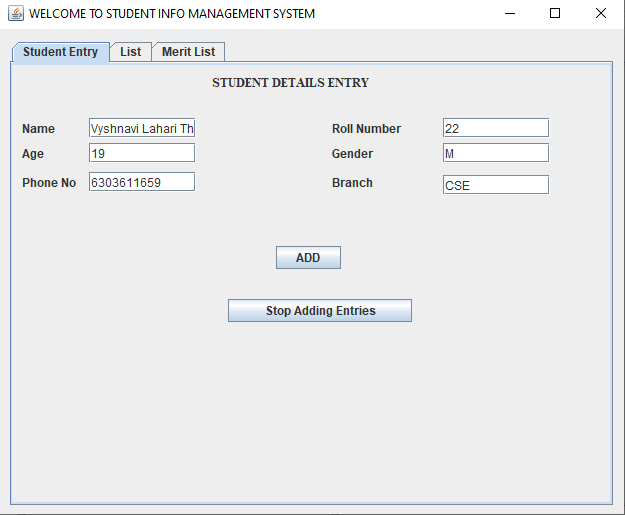 WELCOME TO STUDENT INFO MANAGEMENT SYSTEM
Student Entry List Merit List
STUDENT DETAILS ENTRY
Name Vyshnavi Lahari Th Roll Number 22
Age 19 Gender M
Phone No 6303611659 Branch CSE
ADD
Stop Adding Entries